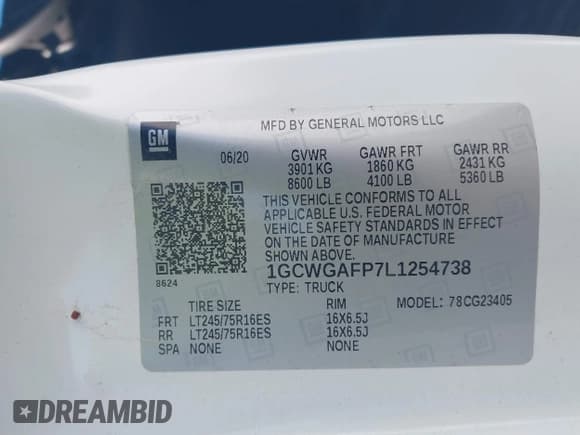 GM
MFD BY GENERAL MOTORS LLC
06/20 GVWR GAWR FRT GAWR RR
3901 KG 1860 KG 2431 KG
8600 LB 4100 LB 5360 LB
THIS VEHICLE CONFORMS TO ALL
APPLICABLE U.S. FEDERAL MOTOR
VEHICLE SAFETY STANDARDS IN EFFECT
ON THE DATE OF MANUFACTURE
SHOWN ABOVE.
8624
1GCWGAFP7L1254738
TYPE: TRUCK
TIRE SIZE RIM MODEL: 78CG23405
FRT LT245/75R16ES 16X6.5J
RR LT245/75R16ES 16X6.5J
SPA NONE NONE
DREAMBID